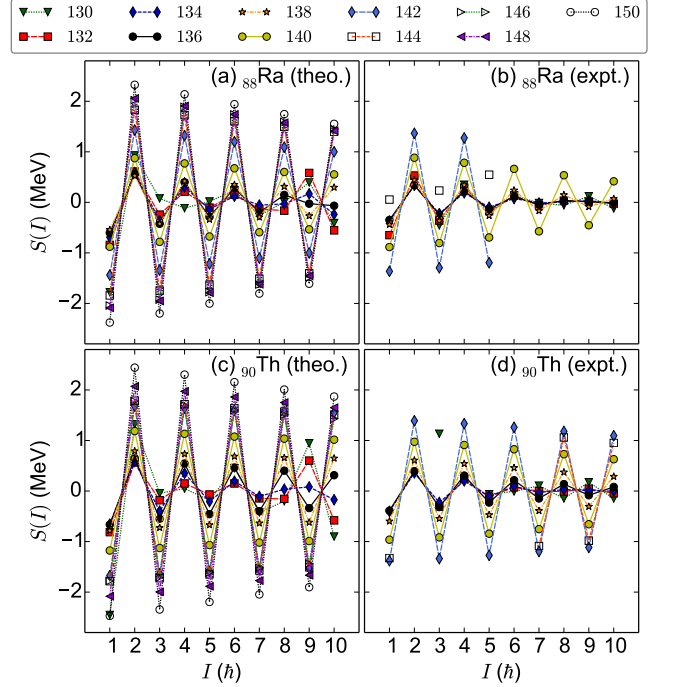 130 134 138 142 146 150
132 136 140 144 148
(a) ₈₈Ra (theo.) (b) ₈₈Ra (expt.)
2
1
0
−1
−2
S(I) (MeV)
(c) ₉₀Th (theo.) (d) ₉₀Th (expt.)
2
1
0
−1
−2
S(I) (MeV)
1 2 3 4 5 6 7 8 9 10 1 2 3 4 5 6 7 8 9 10
I (ħ) I (ħ)